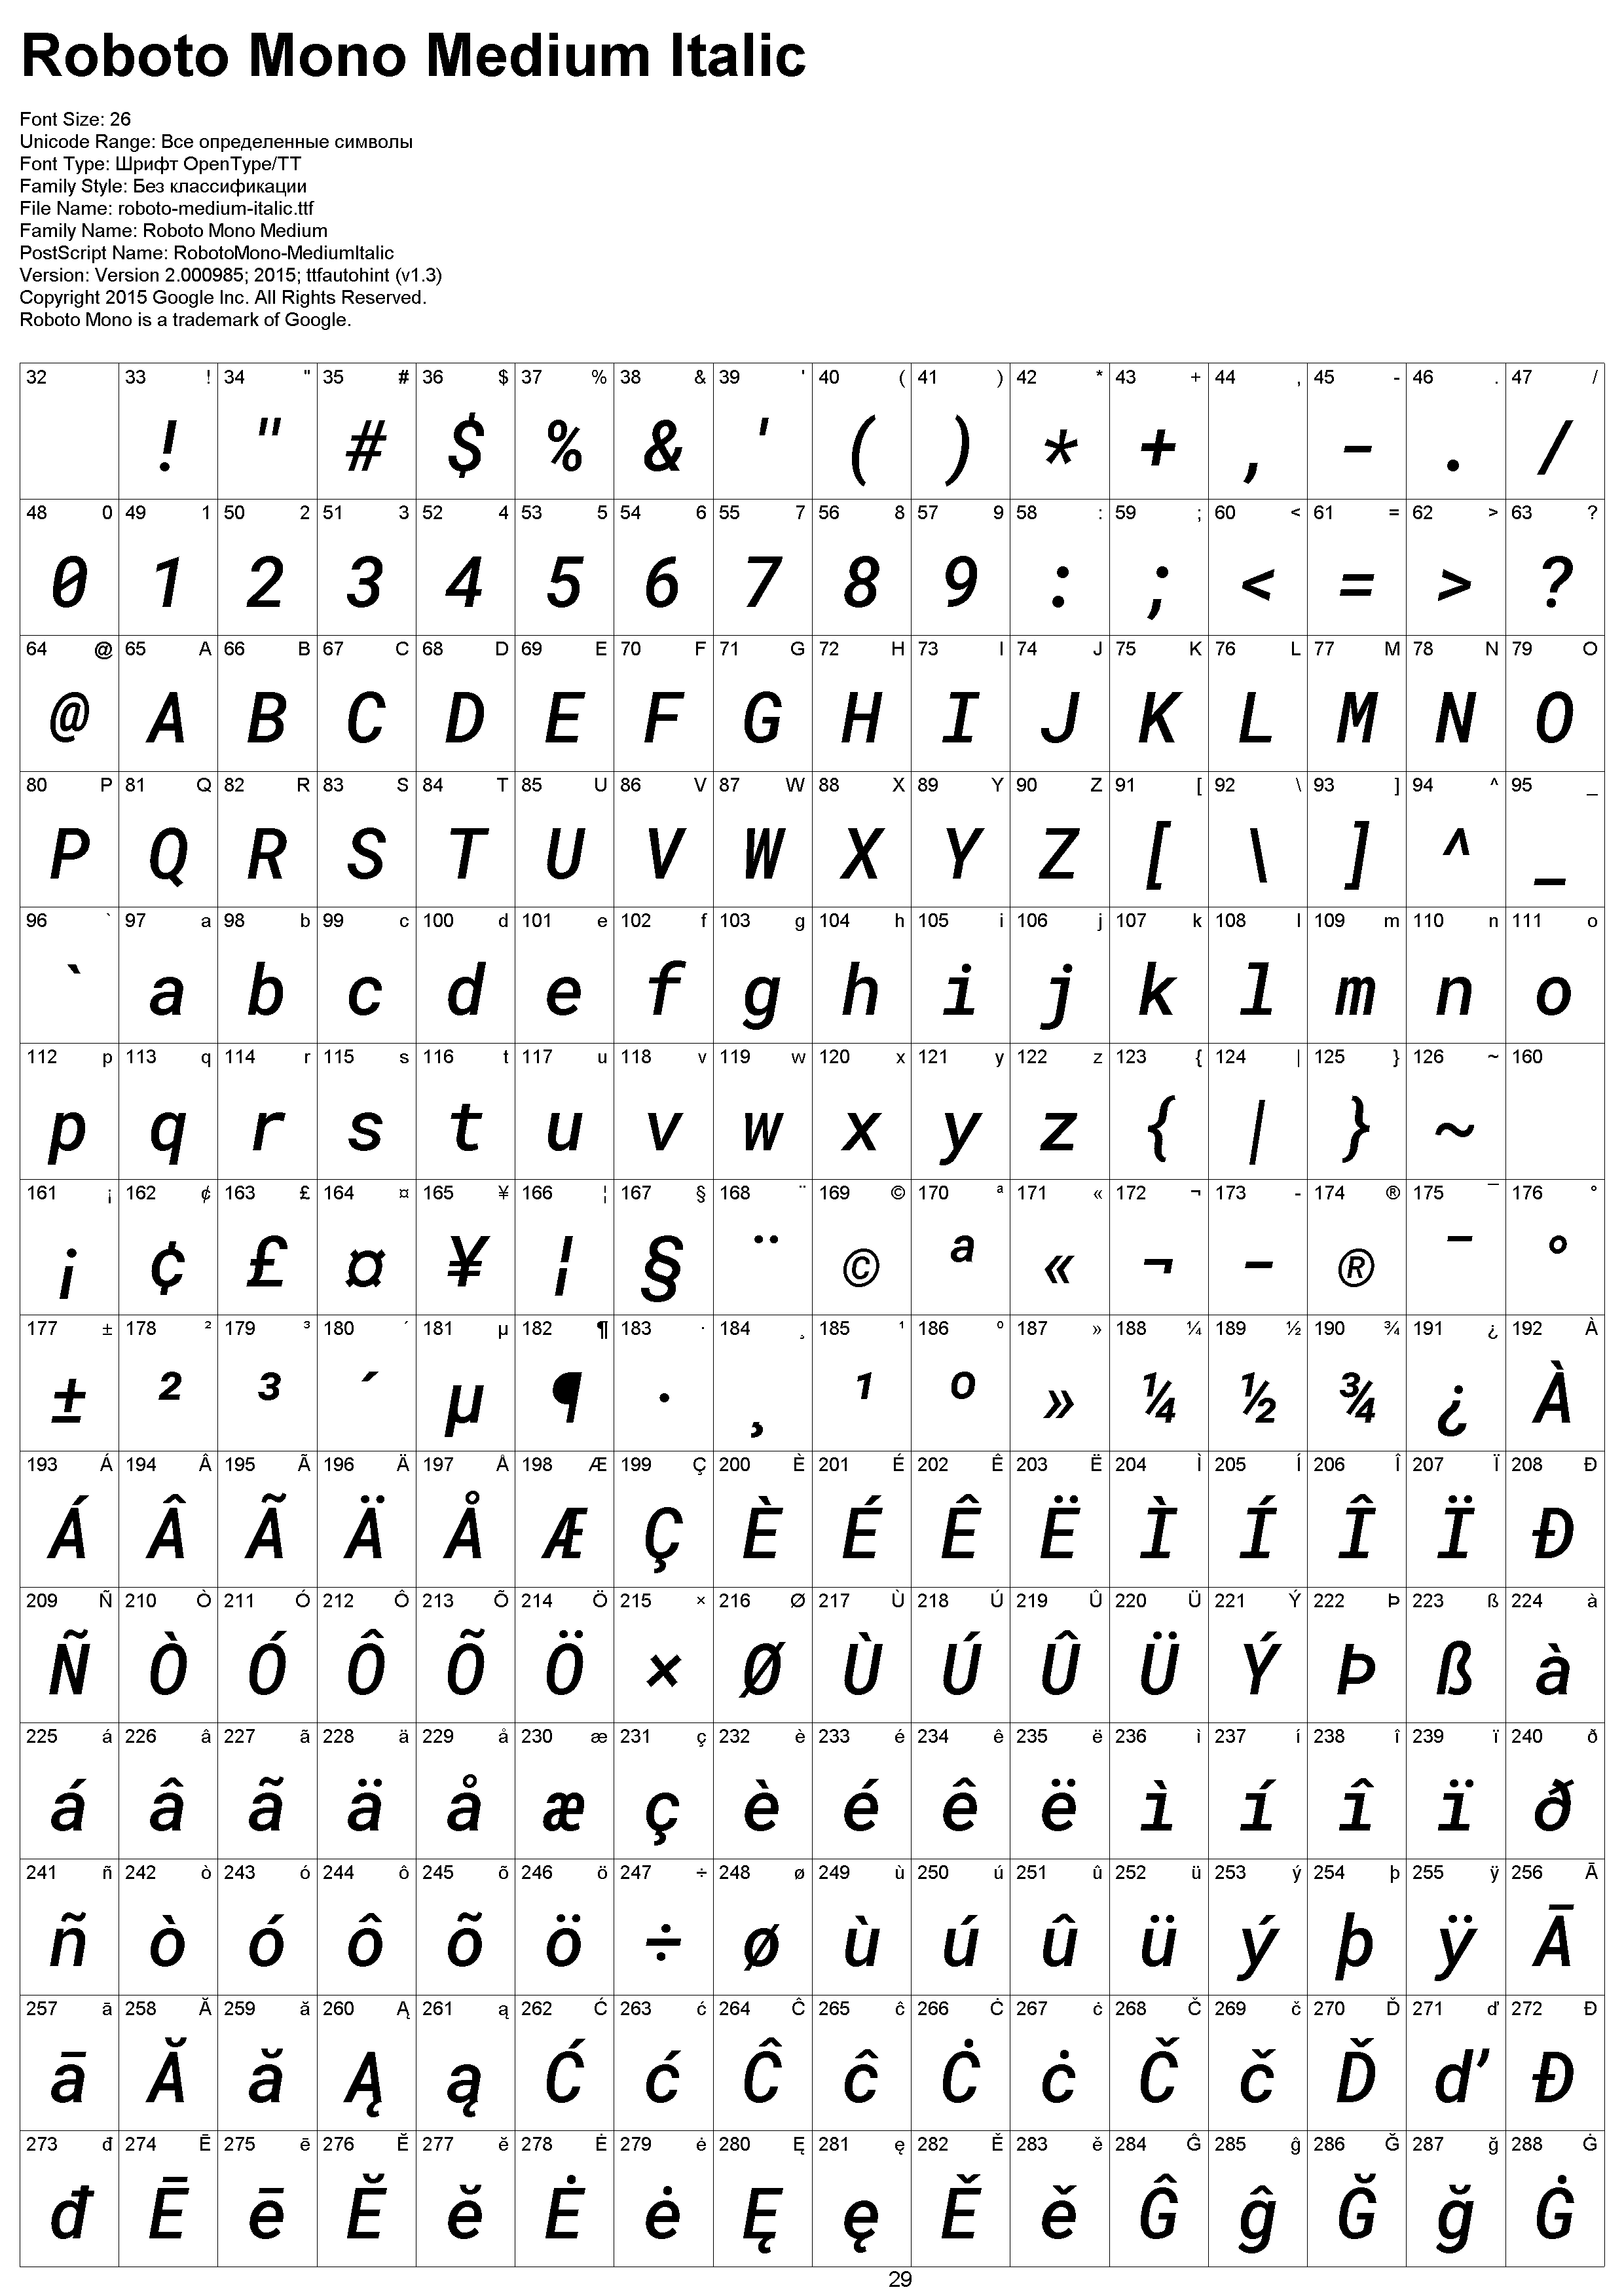 Roboto Mono Medium Italic
Font Size: 26
Unicode Range: Все определенные символы
Font Type: Шрифт OpenType/TT
Family Style: Без классификации
File Name: roboto-medium-italic.ttf
Family Name: Roboto Mono Medium
PostScript Name: RobotoMono-MediumItalic
Version: Version 2.000985; 2015; ttfautohint (v1.3)
Copyright 2015 Google Inc. All Rights Reserved.
Roboto Mono is a trademark of Google.
32 33 ! 34 " 35 # 36 $ 37 % 38 & 39 ' 40 ( 41 ) 42 * 43 + 44 , 45 - 46 . 47 /
! " # $ % & ' ( ) * + , - . /
48 0 49 1 50 2 51 3 52 4 53 5 54 6 55 7 56 8 57 9 58 : 59 ; 60 < 61 = 62 > 63 ?
0 1 2 3 4 5 6 7 8 9 : ; < = > ?
64 @ 65 A 66 B 67 C 68 D 69 E 70 F 71 G 72 H 73 I 74 J 75 K 76 L 77 M 78 N 79 O
@ A B C D E F G H I J K L M N O
80 P 81 Q 82 R 83 S 84 T 85 U 86 V 87 W 88 X 89 Y 90 Z 91 [ 92 \ 93 ] 94 ^ 95 _
P Q R S T U V W X Y Z [ \ ] ^ _
96 ` 97 a 98 b 99 c 100 d 101 e 102 f 103 g 104 h 105 i 106 j 107 k 108 l 109 m 110 n 111 o
` a b c d e f g h i j k l m n o
112 p 113 q 114 r 115 s 116 t 117 u 118 v 119 w 120 x 121 y 122 z 123 { 124 | 125 } 126 ~ 160
p q r s t u v w x y z { | } ~
161 ¡ 162 ¢ 163 £ 164 ¤ 165 ¥ 166 ¦ 167 § 168 ¨ 169 © 170 ª 171 « 172 ¬ 173 - 174 ® 175 ¯ 176 °
¡ ¢ £ ¤ ¥ ¦ § ¨ © ª « ¬ - ® ¯ °
177 ± 178 ² 179 ³ 180 ´ 181 µ 182 ¶ 183 · 184 ¸ 185 ¹ 186 º 187 » 188 ¼ 189 ½ 190 ¾ 191 ¿ 192 À
± ² ³ ´ µ ¶ · ¸ ¹ º » ¼ ½ ¾ ¿ À
193 Á 194 Â 195 Ã 196 Ä 197 Å 198 Æ 199 Ç 200 È 201 É 202 Ê 203 Ë 204 Ì 205 Í 206 Î 207 Ï 208 Ð
Á Â Ã Ä Å Æ Ç È É Ê Ë Ì Í Î Ï Ð
209 Ñ 210 Ò 211 Ó 212 Ô 213 Õ 214 Ö 215 × 216 Ø 217 Ù 218 Ú 219 Û 220 Ü 221 Ý 222 Þ 223 ß 224 à
Ñ Ò Ó Ô Õ Ö × Ø Ù Ú Û Ü Ý Þ ß à
225 á 226 â 227 ã 228 ä 229 å 230 æ 231 ç 232 è 233 é 234 ê 235 ë 236 ì 237 í 238 î 239 ï 240 ð
á â ã ä å æ ç è é ê ë ì í î ï ð
241 ñ 242 ò 243 ó 244 ô 245 õ 246 ö 247 ÷ 248 ø 249 ù 250 ú 251 û 252 ü 253 ý 254 þ 255 ÿ 256 Ā
ñ ò ó ô õ ö ÷ ø ù ú û ü ý þ ÿ Ā
257 ā 258 Ă 259 ă 260 Ą 261 ą 262 Ć 263 ć 264 Ĉ 265 ĉ 266 Ċ 267 ċ 268 Č 269 č 270 Ď 271 ď 272 Đ
ā Ă ă Ą ą Ć ć Ĉ ĉ Ċ ċ Č č Ď ď Đ
273 đ 274 Ē 275 ē 276 Ĕ 277 ĕ 278 Ė 279 ė 280 Ę 281 ę 282 Ě 283 ě 284 Ĝ 285 ĝ 286 Ğ 287 ğ 288 Ġ
đ Ē ē Ĕ ĕ Ė ė Ę ę Ě ě Ĝ ĝ Ğ ğ Ġ
29